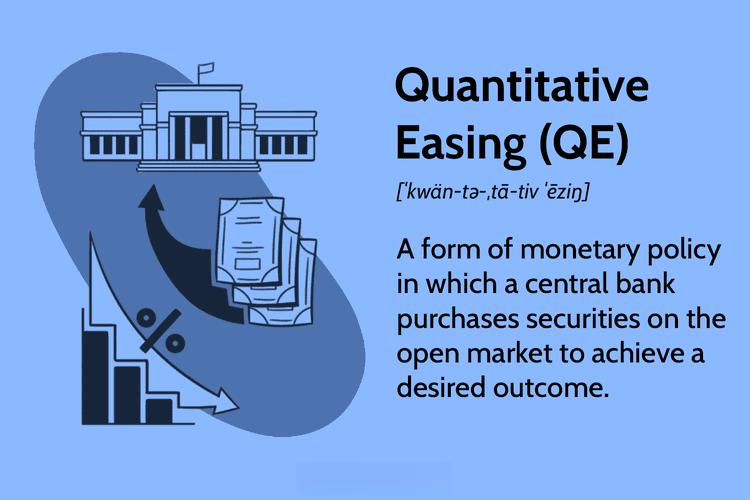 Quantitative
Easing (QE)
[ˈkwän-tə-ˌtā-tiv ˈēziŋ]
A form of monetary policy
in which a central bank
purchases securities on the
open market to achieve a
desired outcome.
%